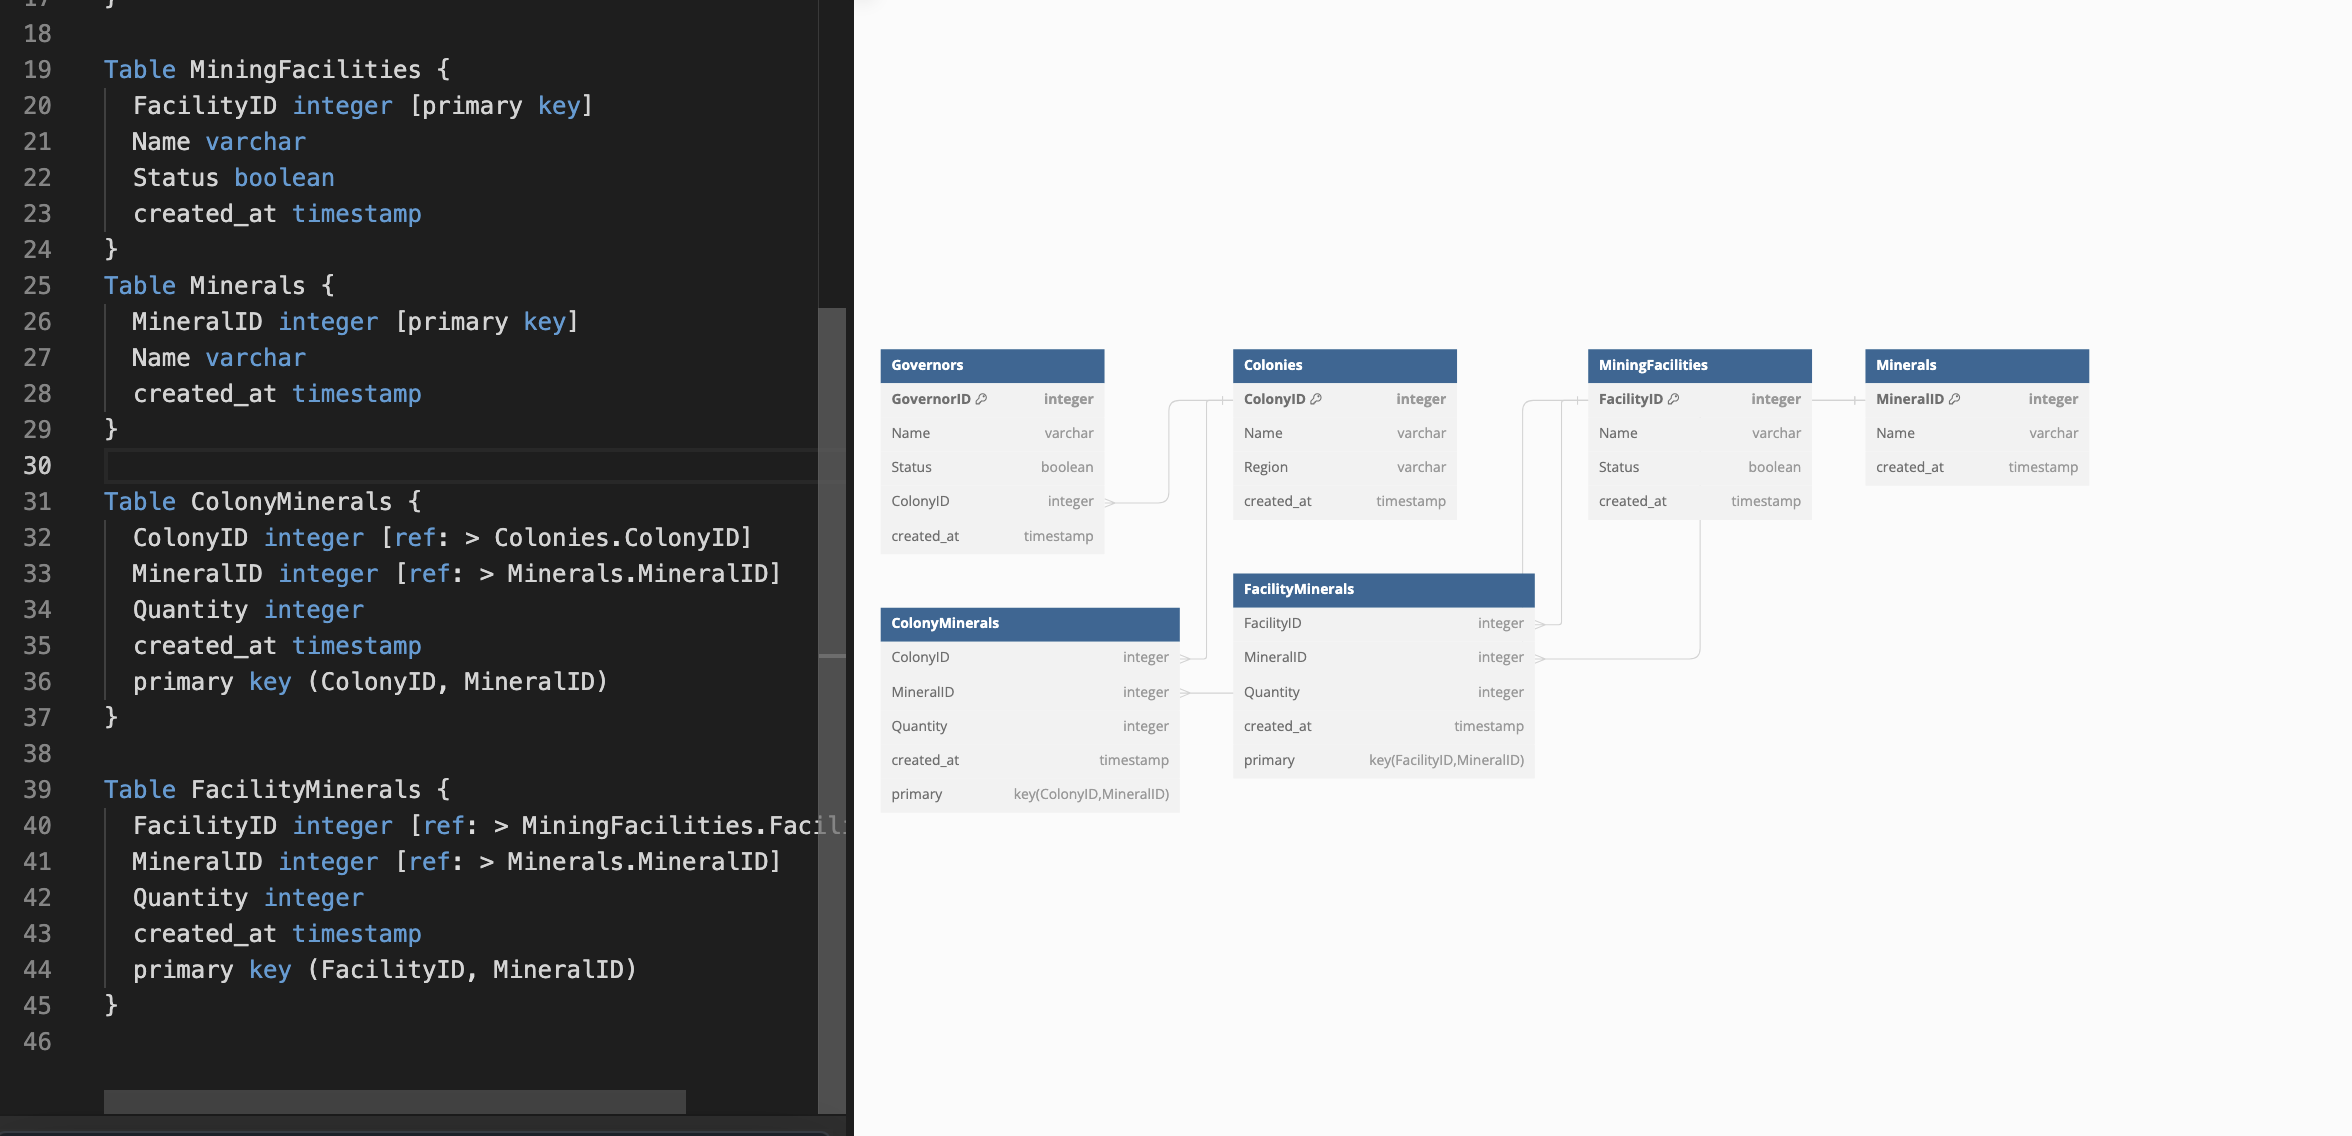 17 }
18
19 Table MiningFacilities {
20 FacilityID integer [primary key]
21 Name varchar
22 Status boolean
23 created_at timestamp
24 }
25 Table Minerals {
26 MineralID integer [primary key]
27 Name varchar
28 created_at timestamp
29 }
30
31 Table ColonyMinerals {
32 ColonyID integer [ref: > Colonies.ColonyID]
33 MineralID integer [ref: > Minerals.MineralID]
34 Quantity integer
35 created_at timestamp
36 primary key (ColonyID, MineralID)
37 }
38
39 Table FacilityMinerals {
40 FacilityID integer [ref: > MiningFacilities.Facili
41 MineralID integer [ref: > Minerals.MineralID]
42 Quantity integer
43 created_at timestamp
44 primary key (FacilityID, MineralID)
45 }
46
Governors
GovernorID integer
Name varchar
Status boolean
ColonyID integer
created_at timestamp
Colonies
ColonyID integer
Name varchar
Region varchar
created_at timestamp
MiningFacilities
FacilityID integer
Name varchar
Status boolean
created_at timestamp
Minerals
MineralID integer
Name varchar
created_at timestamp
ColonyMinerals
ColonyID integer
MineralID integer
Quantity integer
created_at timestamp
primary key(ColonyID,MineralID)
FacilityMinerals
FacilityID integer
MineralID integer
Quantity integer
created_at timestamp
primary key(FacilityID,MineralID)